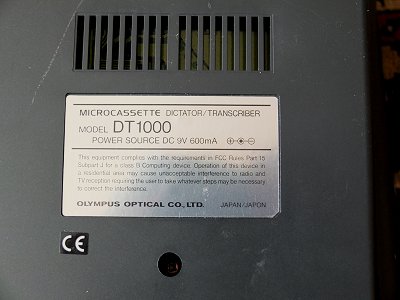 MICROCASSETTE DICTATOR/TRANSCRIBER
MODEL DT1000
POWER SOURCE DC 9V 600mA
This equipment complies with the requirements in FCC Rules Part 15
Subpart J for a class B Computing device. Operation of this device in
a residential area may cause unacceptable interference to radio and
TV reception requiring the user to take whatever steps may be necessary
to correct the interference.
OLYMPUS OPTICAL CO., LTD. JAPAN/JAPON
CE